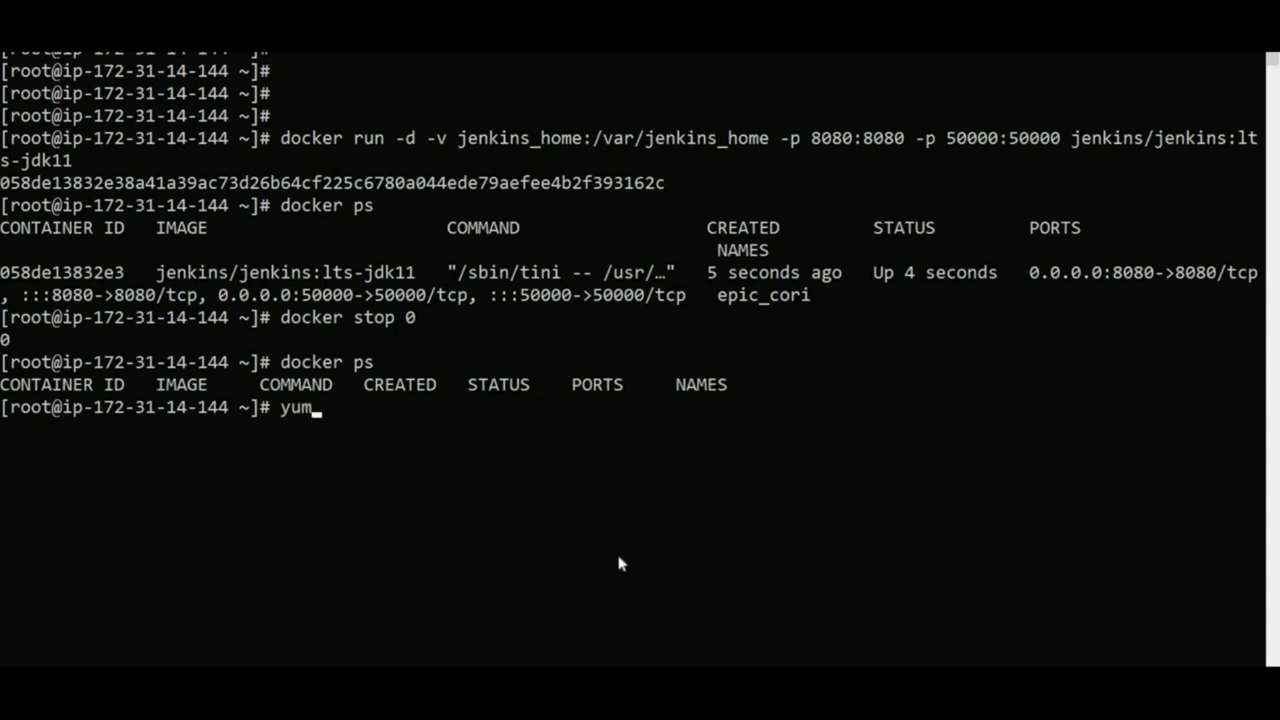 [root@ip-172-31-14-144 ~]#
[root@ip-172-31-14-144 ~]#
[root@ip-172-31-14-144 ~]#
[root@ip-172-31-14-144 ~]#
[root@ip-172-31-14-144 ~]# docker run -d -v jenkins_home:/var/jenkins_home -p 8080:8080 -p 50000:50000 jenkins/jenkins:lt
s-jdk11
058de13832e38a41a39ac73d26b64cf225c6780a044ede79aefee4b2f393162c
[root@ip-172-31-14-144 ~]# docker ps
CONTAINER ID   IMAGE                       COMMAND                  CREATED         STATUS         PORTS
NAMES
058de13832e3   jenkins/jenkins:lts-jdk11   "/sbin/tini -- /usr/…"   5 seconds ago   Up 4 seconds   0.0.0.0:8080->8080/tcp
, :::8080->8080/tcp, 0.0.0.0:50000->50000/tcp, :::50000->50000/tcp   epic_cori
[root@ip-172-31-14-144 ~]# docker stop 0
0
[root@ip-172-31-14-144 ~]# docker ps
CONTAINER ID   IMAGE     COMMAND   CREATED   STATUS    PORTS     NAMES
[root@ip-172-31-14-144 ~]# yum